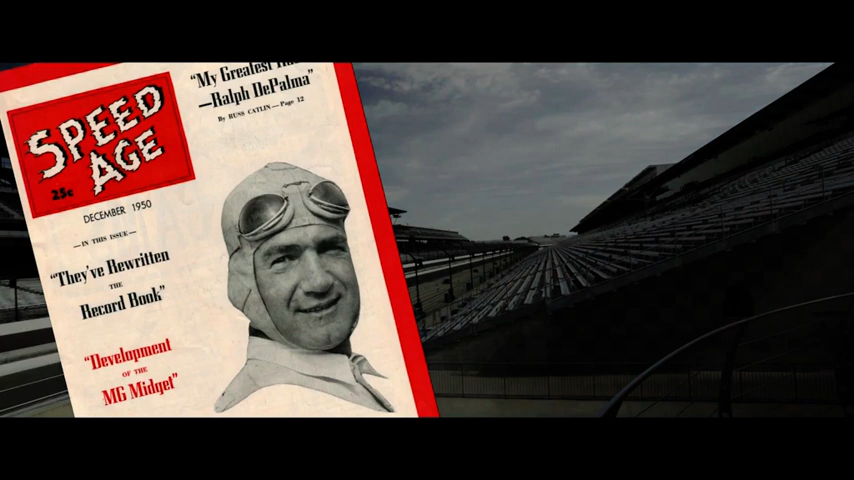 "My Greatest
—Ralph DePalma"
By RUSS CATLIN — Page 12
SPEED
AGE
25¢
DECEMBER 1950
—IN THIS ISSUE—
"They've Rewritten
THE
Record Book"
"Development
OF THE
MG Midget"